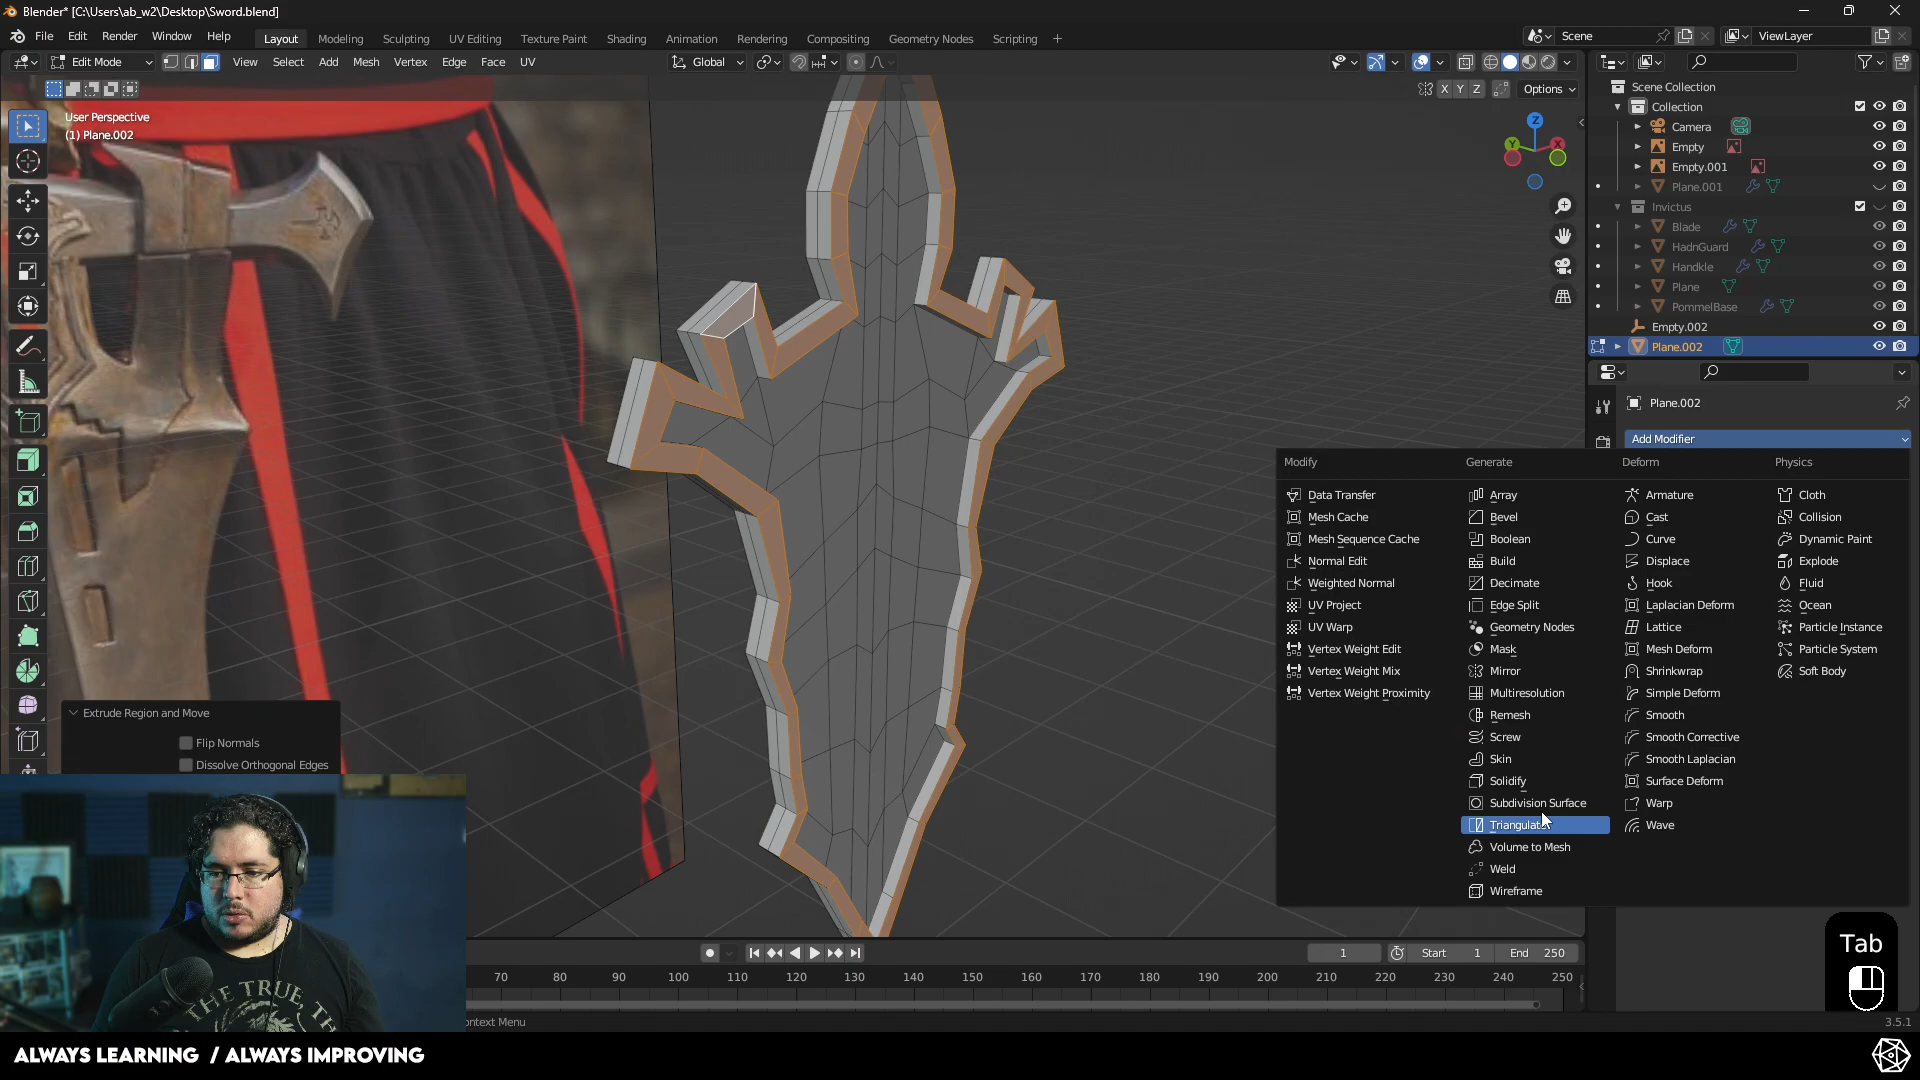 Blender* [C:\Users\ab_w2\Desktop\Sword.blend]
File Edit Render Window Help
Layout Modeling Sculpting UV Editing Texture Paint Shading Animation Rendering Compositing Geometry Nodes Scripting +
Scene
ViewLayer
Edit Mode View Select Add Mesh Vertex Edge Face UV
Global
X Y Z Options
User Perspective
(1) Plane.002
Z
Y
X
Scene Collection
Collection
Camera
Empty
Empty.001
Plane.001
Invictus
Blade
HadnGuard
Handkle
Plane
PommelBase
Empty.002
Plane.002
Plane.002
Add Modifier
Modify Generate Deform Physics
Data Transfer Array Armature Cloth
Mesh Cache Bevel Cast Collision
Mesh Sequence Cache Boolean Curve Dynamic Paint
Normal Edit Build Displace Explode
Weighted Normal Decimate Hook Fluid
UV Project Edge Split Laplacian Deform Ocean
UV Warp Geometry Nodes Lattice Particle Instance
Vertex Weight Edit Mask Mesh Deform Particle System
Vertex Weight Mix Mirror Shrinkwrap Soft Body
Vertex Weight Proximity Multiresolution Simple Deform
Remesh Smooth
Screw Smooth Corrective
Skin Smooth Laplacian
Solidify Surface Deform
Subdivision Surface Warp
Triangulate Wave
Volume to Mesh
Weld
Wireframe
Extrude Region and Move
Flip Normals
Dissolve Orthogonal Edges
Tab
1 Start 1 End 250
70 80 90 100 110 120 130 140 150 160 170 180 190 200 210 220 230 240 250
ontext Menu
3.5.1
THE TRUE, TH
ALWAYS LEARNING / ALWAYS IMPROVING